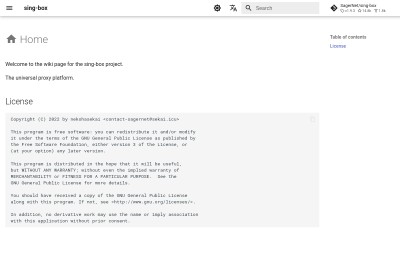 sing-box
Search
SagerNet/sing-box
Home
Table of contents
License
Welcome to the wiki page for the sing-box project.
The universal proxy platform.
License
Copyright (C) 2022 by nekohasekai <contact-sagernet@sekai.icu>
This program is free software: you can redistribute it and/or modify
it under the terms of the GNU General Public License as published by
the Free Software Foundation, either version 3 of the License, or
(at your option) any later version.
This program is distributed in the hope that it will be useful,
but WITHOUT ANY WARRANTY; without even the implied warranty of
MERCHANTABILITY or FITNESS FOR A PARTICULAR PURPOSE. See the
GNU General Public License for more details.
You should have received a copy of the GNU General Public License
along with this program. If not, see <http://www.gnu.org/licenses/>.
In addition, no derivative work may use the name or imply association
with this application without prior consent.